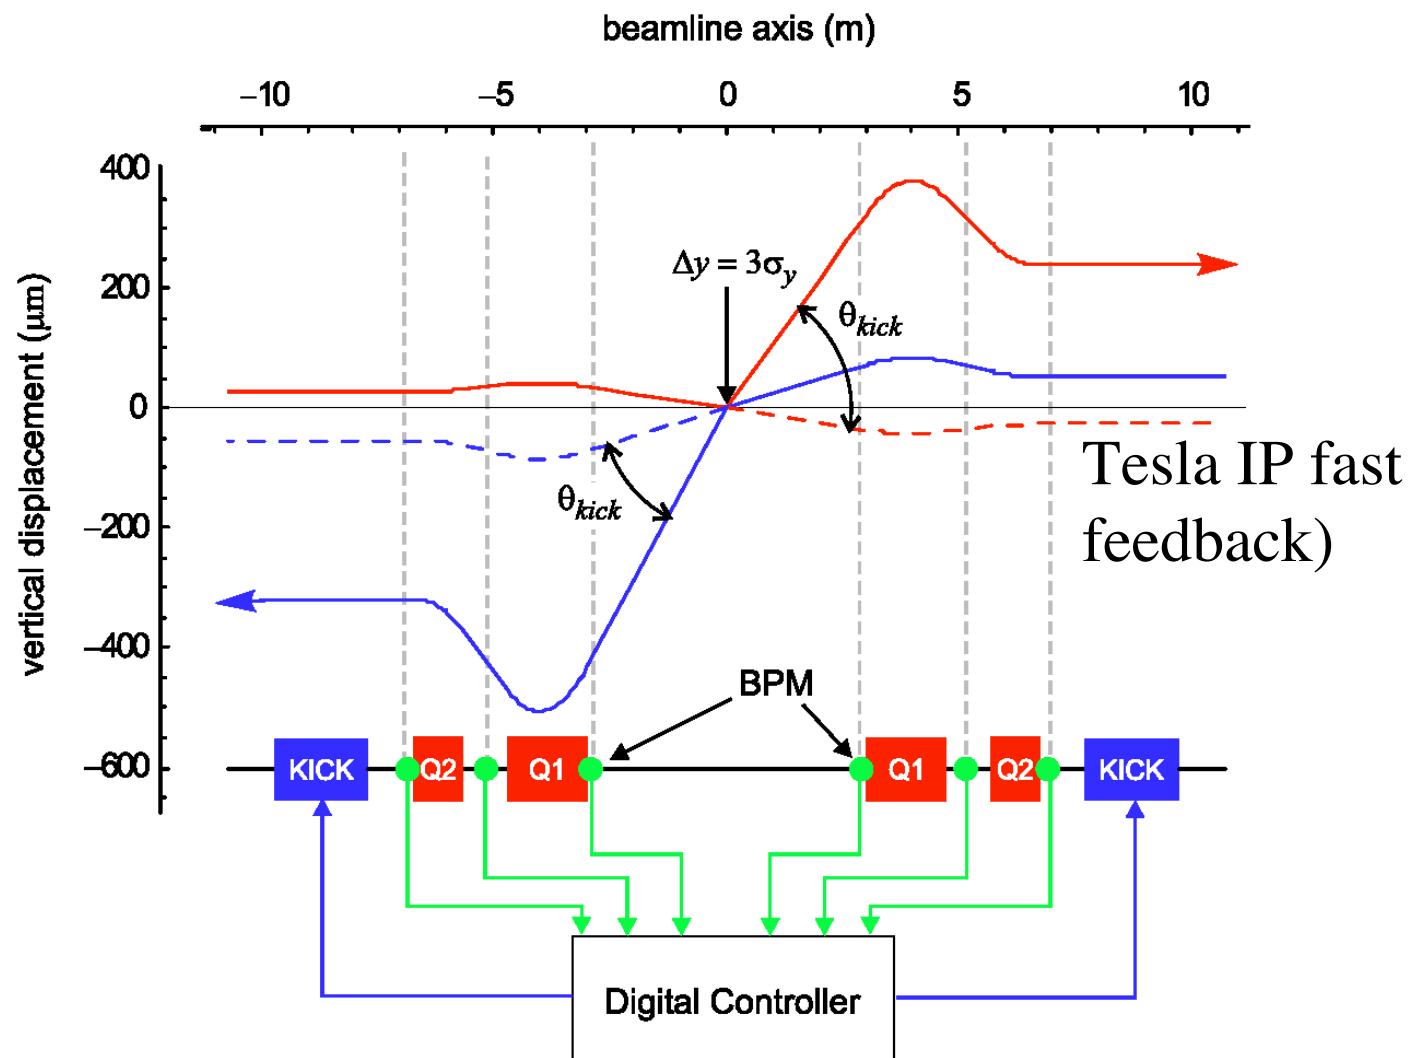 beamline axis (m)
−10 −5 0 5 10
400
200
0
−200
−400
−600
vertical displacement (μm)
Δy = 3σy
θkick
θkick
Tesla IP fast
feedback)
BPM
KICK Q2 Q1 Q1 Q2 KICK
Digital Controller